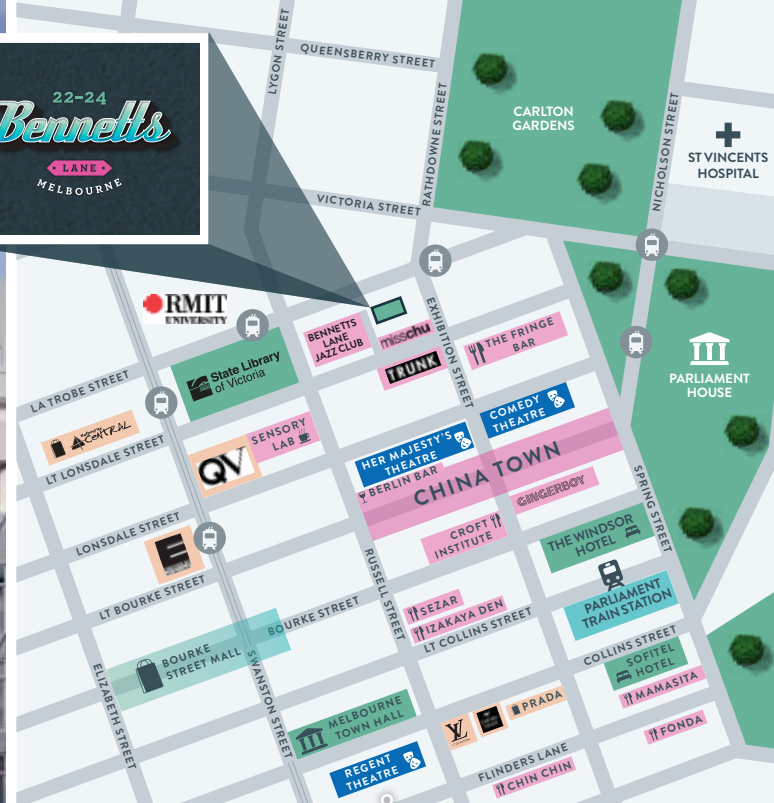 QUEENSBERRY STREET
LYGON STREET
RATHDOWNE STREET
CARLTON
GARDENS
NICHOLSON STREET
ST VINCENTS
HOSPITAL
22-24
Bennetts
LANE
MELBOURNE
VICTORIA STREET
RMIT
UNIVERSITY
BENNETTS
LANE
JAZZ CLUB
misschu
TRUNK
EXHIBITION STREET
THE FRINGE
BAR
PARLIAMENT
HOUSE
State Library
of Victoria
LA TROBE STREET
CENTRAL
LT LONSDALE STREET
QV
SENSORY
LAB
HER MAJESTY'S
THEATRE
COMEDY
THEATRE
BERLIN BAR
CHINA TOWN
GINGERBOY
CROFT
INSTITUTE
LONSDALE STREET
E
LT BOURKE STREET
RUSSELL STREET
SPRING STREET
THE WINDSOR
HOTEL
PARLIAMENT
TRAIN STATION
BOURKE STREET
BOURKE
STREET MALL
SEZAR
IZAKAYA DEN
LT COLLINS STREET
COLLINS STREET
SOFITEL
HOTEL
MAMASITA
FONDA
ELIZABETH STREET
SWANSTON STREET
MELBOURNE
TOWN HALL
LV
PRADA
REGENT
THEATRE
FLINDERS LANE
CHIN CHIN